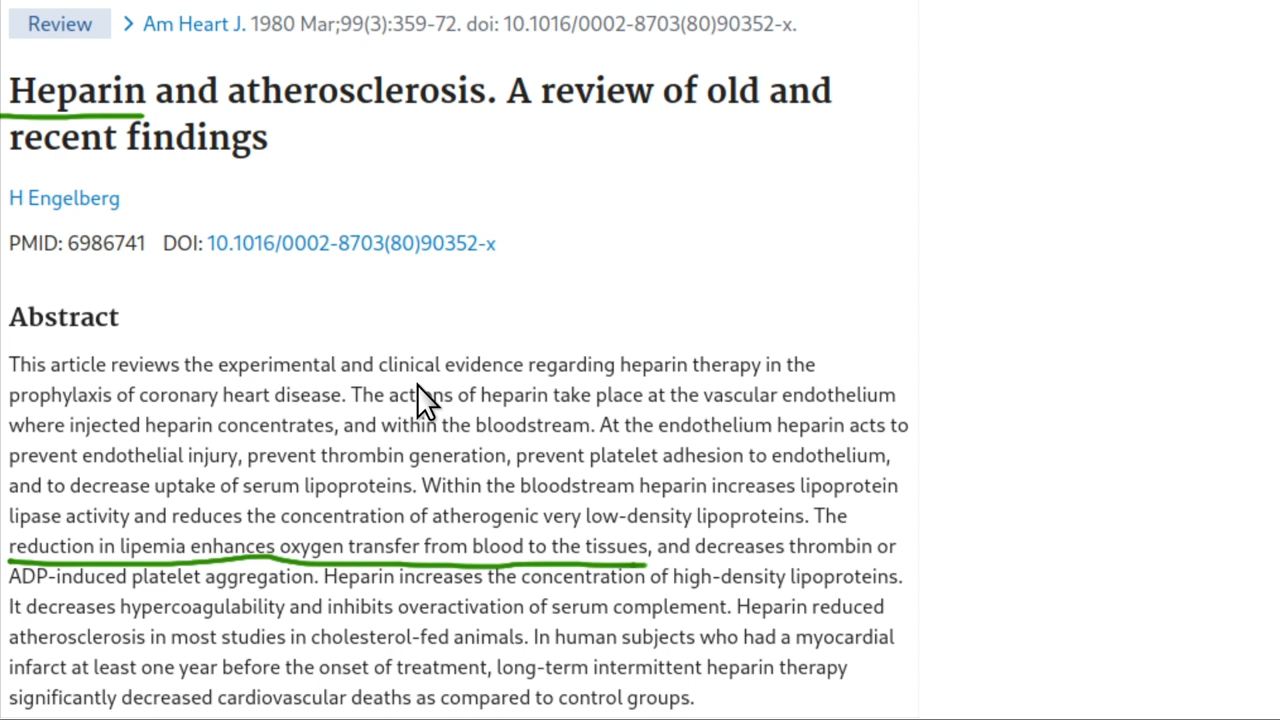 Review > Am Heart J. 1980 Mar;99(3):359-72. doi: 10.1016/0002-8703(80)90352-x.
Heparin and atherosclerosis. A review of old and
recent findings
H Engelberg
PMID: 6986741 DOI: 10.1016/0002-8703(80)90352-x
Abstract
This article reviews the experimental and clinical evidence regarding heparin therapy in the
prophylaxis of coronary heart disease. The actions of heparin take place at the vascular endothelium
where injected heparin concentrates, and within the bloodstream. At the endothelium heparin acts to
prevent endothelial injury, prevent thrombin generation, prevent platelet adhesion to endothelium,
and to decrease uptake of serum lipoproteins. Within the bloodstream heparin increases lipoprotein
lipase activity and reduces the concentration of atherogenic very low-density lipoproteins. The
reduction in lipemia enhances oxygen transfer from blood to the tissues, and decreases thrombin or
ADP-induced platelet aggregation. Heparin increases the concentration of high-density lipoproteins.
It decreases hypercoagulability and inhibits overactivation of serum complement. Heparin reduced
atherosclerosis in most studies in cholesterol-fed animals. In human subjects who had a myocardial
infarct at least one year before the onset of treatment, long-term intermittent heparin therapy
significantly decreased cardiovascular deaths as compared to control groups.